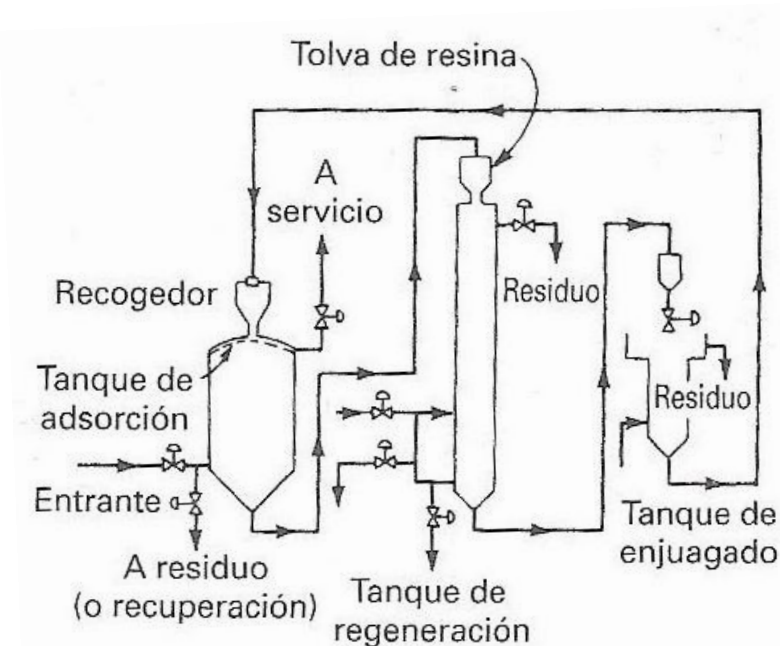 Tolva de resina
A
servicio
Recogedor
Residuo
Tanque de
adsorción
Residuo
Entrante
A residuo
(o recuperación)
Tanque de
regeneración
Tanque de
enjuagado